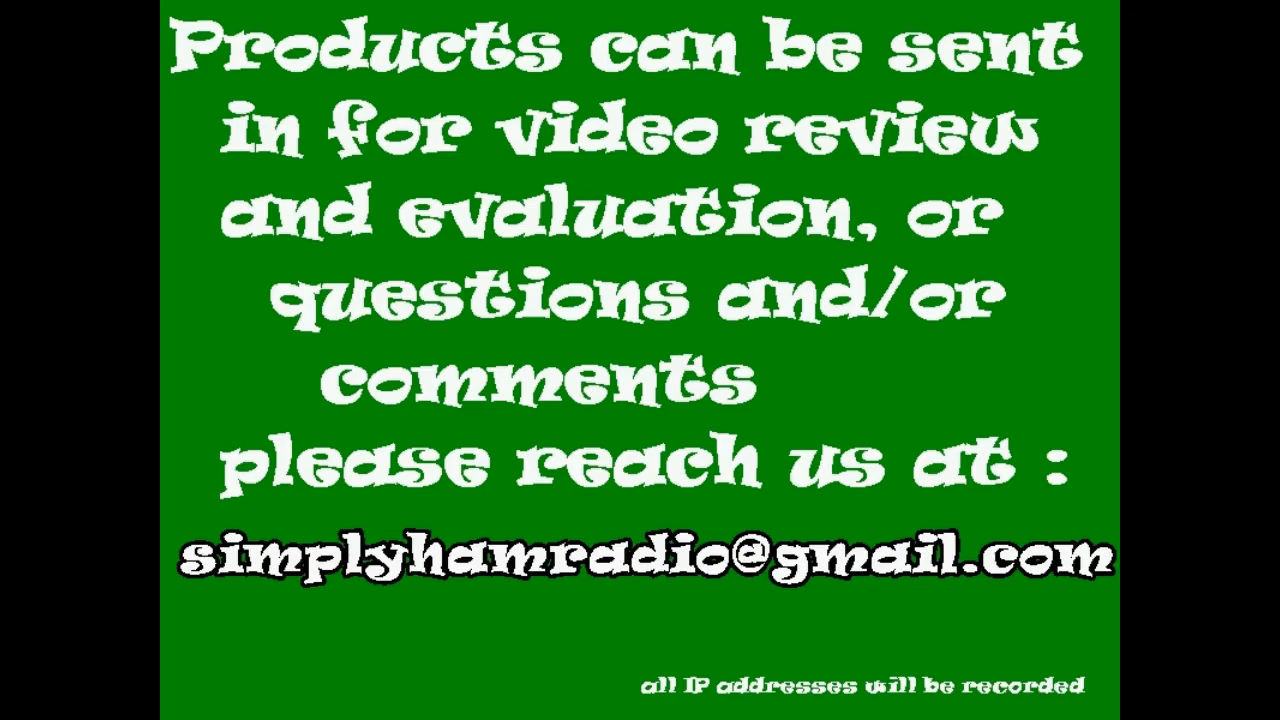 Products can be sent
in for video review
and evaluation, or
questions and/or
comments
please reach us at :
simplyhamradio@gmail.com
all IP addresses will be recorded